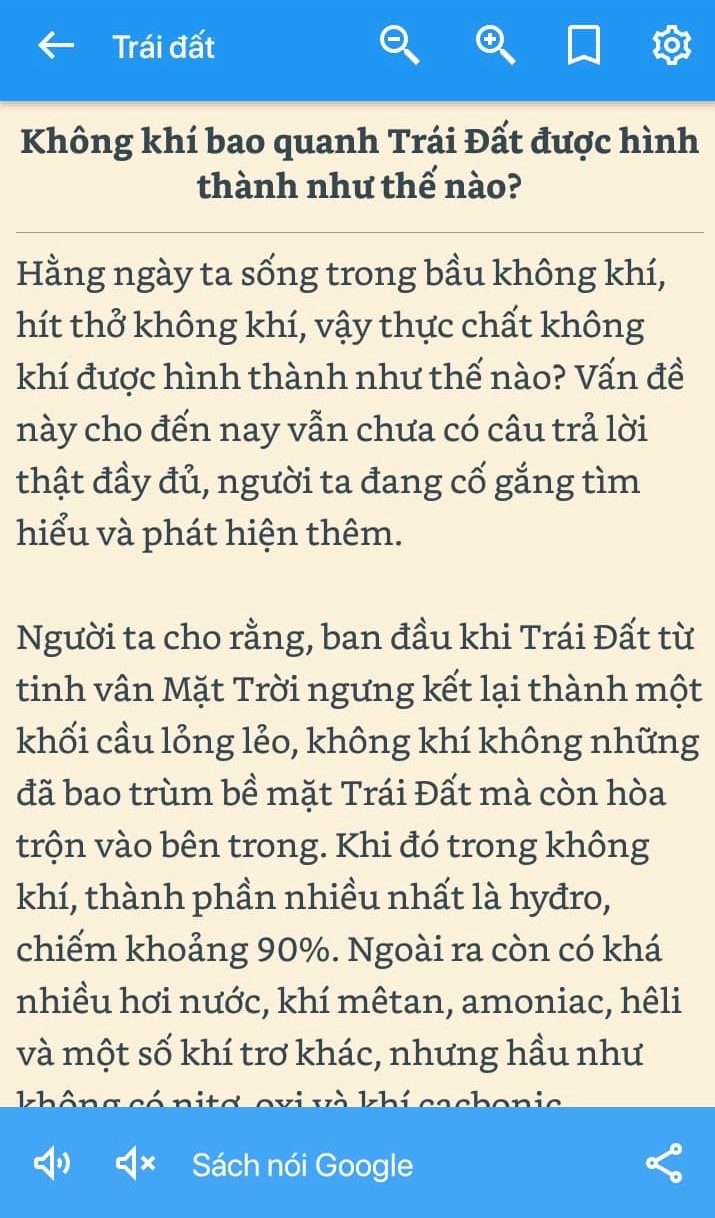 Trái đất
Không khí bao quanh Trái Đất được hình
thành như thế nào?
Hằng ngày ta sống trong bầu không khí,
hít thở không khí, vậy thực chất không
khí được hình thành như thế nào? Vấn đề
này cho đến nay vẫn chưa có câu trả lời
thật đầy đủ, người ta đang cố gắng tìm
hiểu và phát hiện thêm.
Người ta cho rằng, ban đầu khi Trái Đất từ
tinh vân Mặt Trời ngưng kết lại thành một
khối cầu lỏng lẻo, không khí không những
đã bao trùm bề mặt Trái Đất mà còn hòa
trộn vào bên trong. Khi đó trong không
khí, thành phần nhiều nhất là hyđro,
chiếm khoảng 90%. Ngoài ra còn có khá
nhiều hơi nước, khí mêtan, amoniac, hêli
và một số khí trơ khác, nhưng hầu như
không có nitơ, oxi và khí cacbonic
Sách nói Google